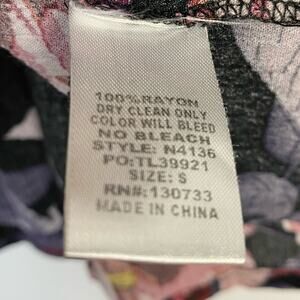 100%RAYON
DRY CLEAN ONLY
COLOR WILL BLEED
NO BLEACH
STYLE: N4136
PO:TL39921
SIZE: S
RN#:130733
MADE IN CHINA